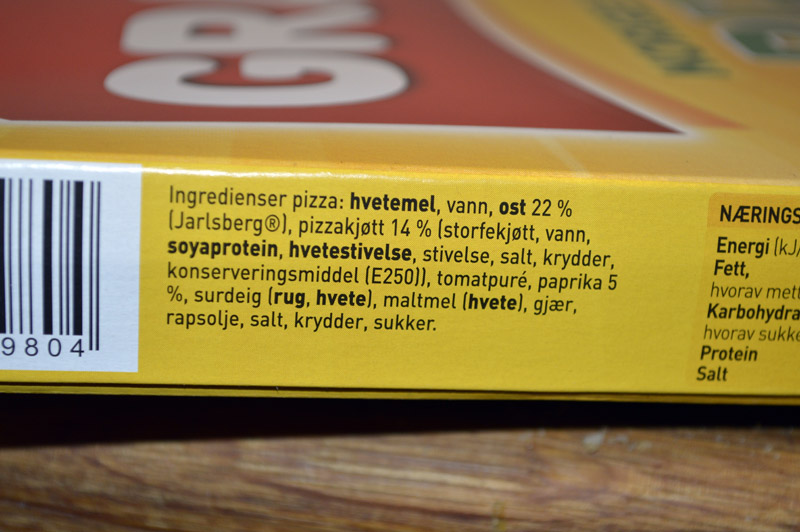 GR
Ingredienser pizza: hvetemel, vann, ost 22 %
(Jarlsberg®), pizzakjøtt 14 % (storfekjøtt, vann,
soyaprotein, hvetestivelse, stivelse, salt, krydder,
konserveringsmiddel (E250)), tomatpuré, paprika 5
%, surdeig (rug, hvete), maltmel (hvete), gjær,
rapsolje, salt, krydder, sukker.
9804
NÆRINGS
Energi (kJ/
Fett,
hvorav mett
Karbohydra
hvorav sukke
Protein
Salt